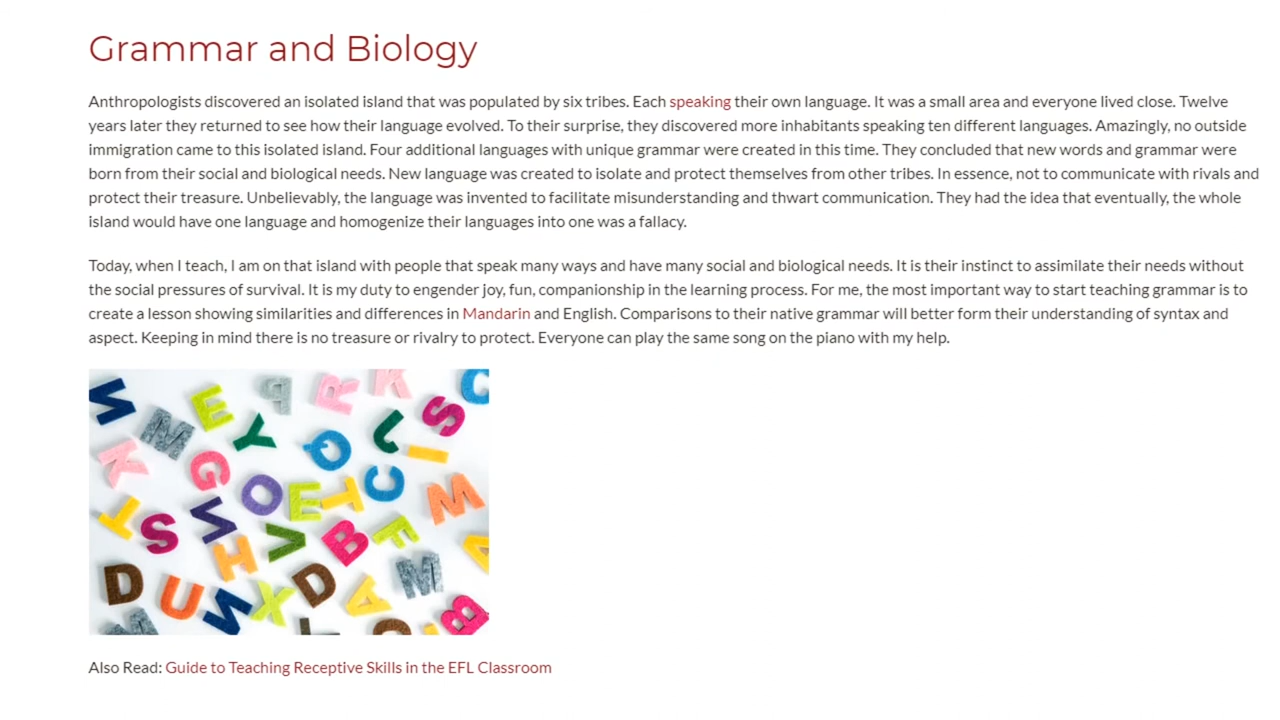 Grammar and Biology
Anthropologists discovered an isolated island that was populated by six tribes. Each speaking their own language. It was a small area and everyone lived close. Twelve
years later they returned to see how their language evolved. To their surprise, they discovered more inhabitants speaking ten different languages. Amazingly, no outside
immigration came to this isolated island. Four additional languages with unique grammar were created in this time. They concluded that new words and grammar were
born from their social and biological needs. New language was created to isolate and protect themselves from other tribes. In essence, not to communicate with rivals and
protect their treasure. Unbelievably, the language was invented to facilitate misunderstanding and thwart communication. They had the idea that eventually, the whole
island would have one language and homogenize their languages into one was a fallacy.
Today, when I teach, I am on that island with people that speak many ways and have many social and biological needs. It is their instinct to assimilate their needs without
the social pressures of survival. It is my duty to engender joy, fun, companionship in the learning process. For me, the most important way to start teaching grammar is to
create a lesson showing similarities and differences in Mandarin and English. Comparisons to their native grammar will better form their understanding of syntax and
aspect. Keeping in mind there is no treasure or rivalry to protect. Everyone can play the same song on the piano with my help.
Also Read: Guide to Teaching Receptive Skills in the EFL Classroom